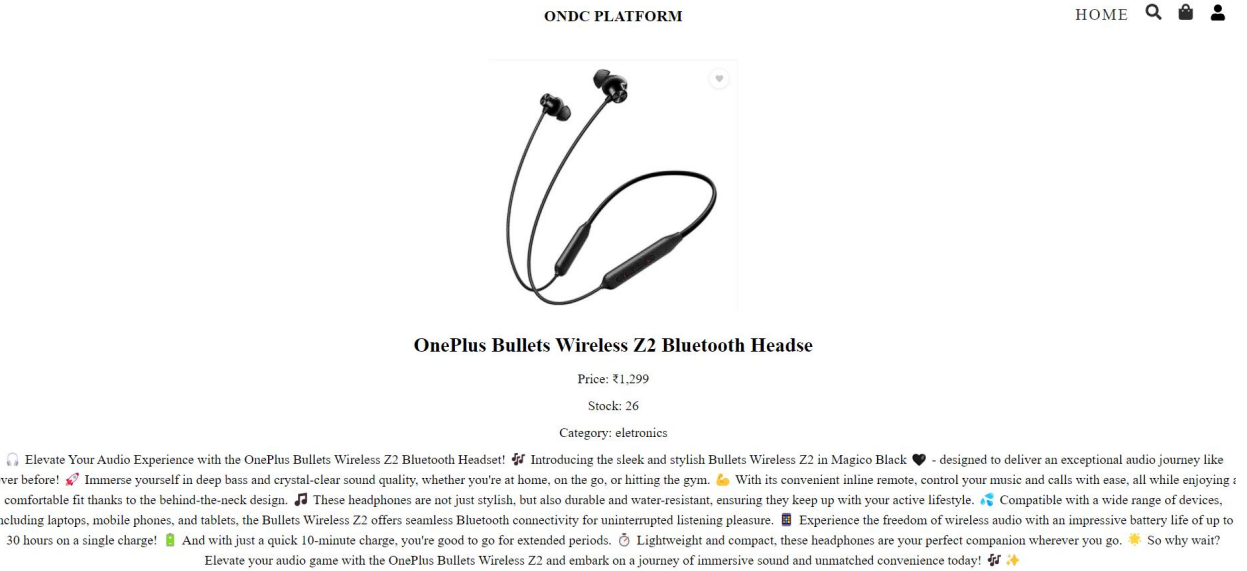 ONDC PLATFORM
HOME
OnePlus Bullets Wireless Z2 Bluetooth Headse
Price: ₹1,299
Stock: 26
Category: eletronics
🎧 Elevate Your Audio Experience with the OnePlus Bullets Wireless Z2 Bluetooth Headset! 🎶 Introducing the sleek and stylish Bullets Wireless Z2 in Magico Black 🖤 - designed to deliver an exceptional audio journey like
ver before! 🚀 Immerse yourself in deep bass and crystal-clear sound quality, whether you're at home, on the go, or hitting the gym. 💪 With its convenient inline remote, control your music and calls with ease, all while enjoying a
comfortable fit thanks to the behind-the-neck design. 🎵 These headphones are not just stylish, but also durable and water-resistant, ensuring they keep up with your active lifestyle. 💦 Compatible with a wide range of devices,
ncluding laptops, mobile phones, and tablets, the Bullets Wireless Z2 offers seamless Bluetooth connectivity for uninterrupted listening pleasure. 📱 Experience the freedom of wireless audio with an impressive battery life of up to
30 hours on a single charge! 🔋 And with just a quick 10-minute charge, you're good to go for extended periods. ⏱ Lightweight and compact, these headphones are your perfect companion wherever you go. 🌟 So why wait?
Elevate your audio game with the OnePlus Bullets Wireless Z2 and embark on a journey of immersive sound and unmatched convenience today! 🎶 ✨